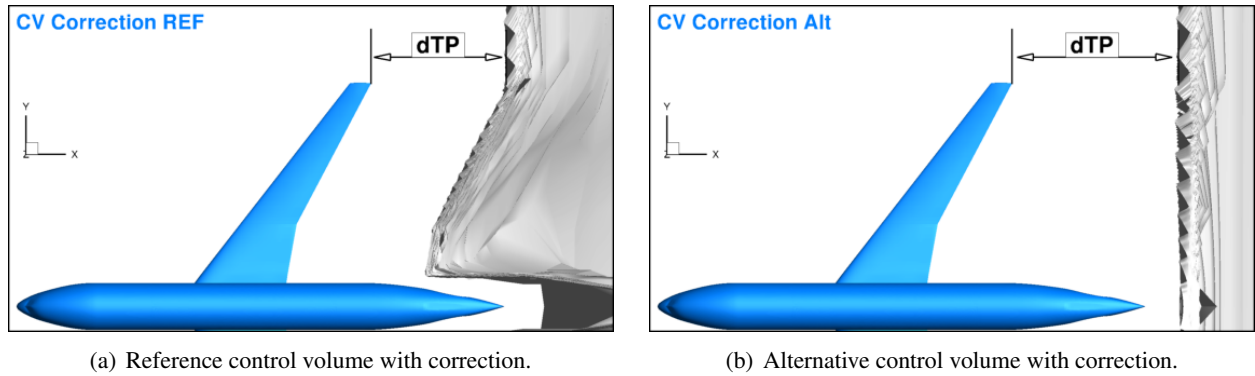 CV Correction REF
dTP
Y
Z
X
(a) Reference control volume with correction.
CV Correction Alt
dTP
Y
Z
X
(b) Alternative control volume with correction.